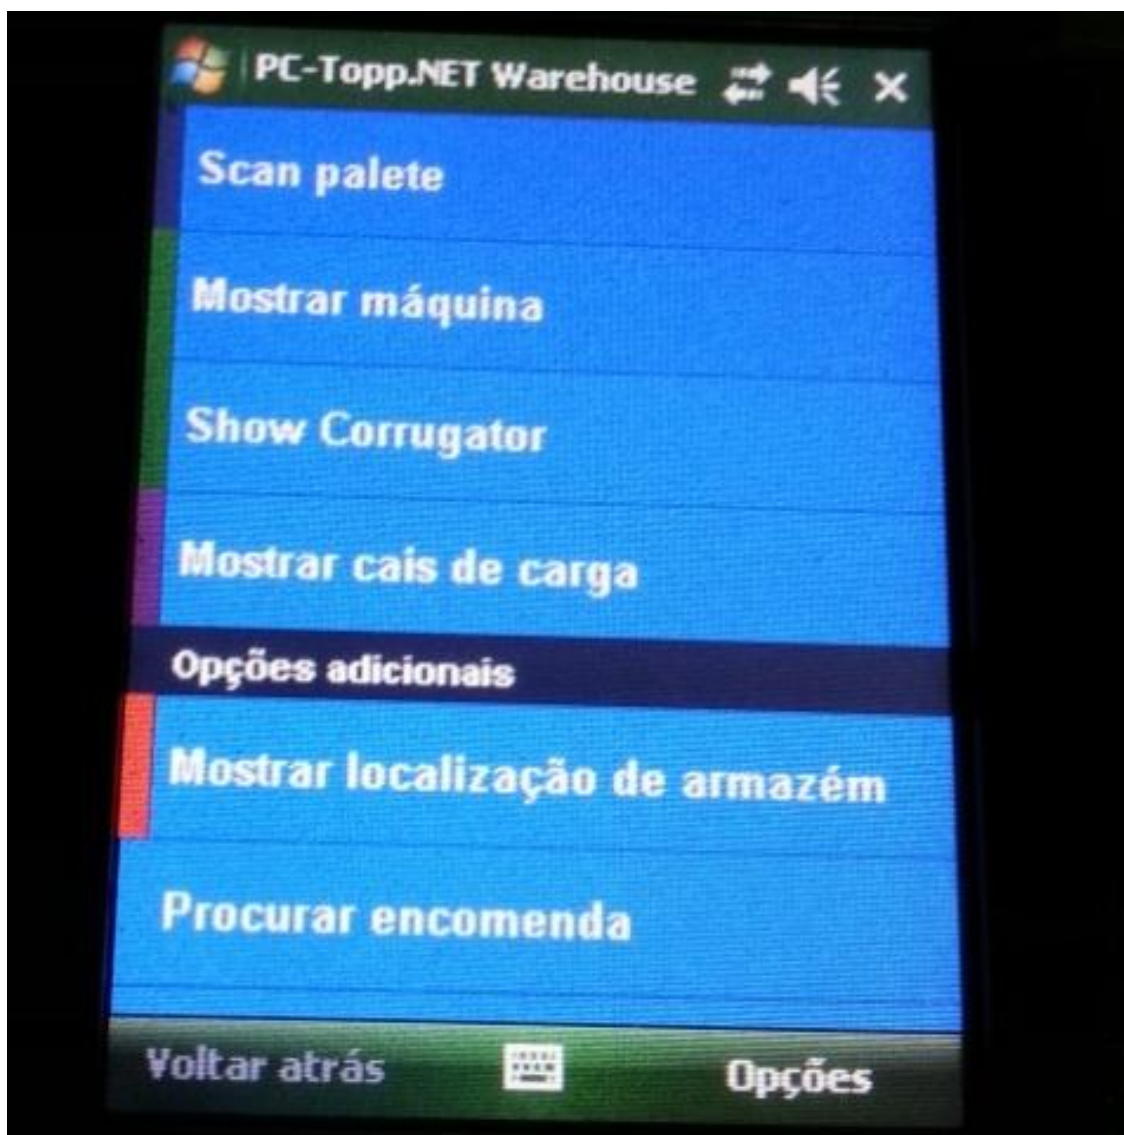 PC-Topp.NET Warehouse
Scan palete
Mostrar máquina
Show Corrugator
Mostrar cais de carga
Opções adicionais
Mostrar localização de armazém
Procurar encomenda
Voltar atrás
Opções